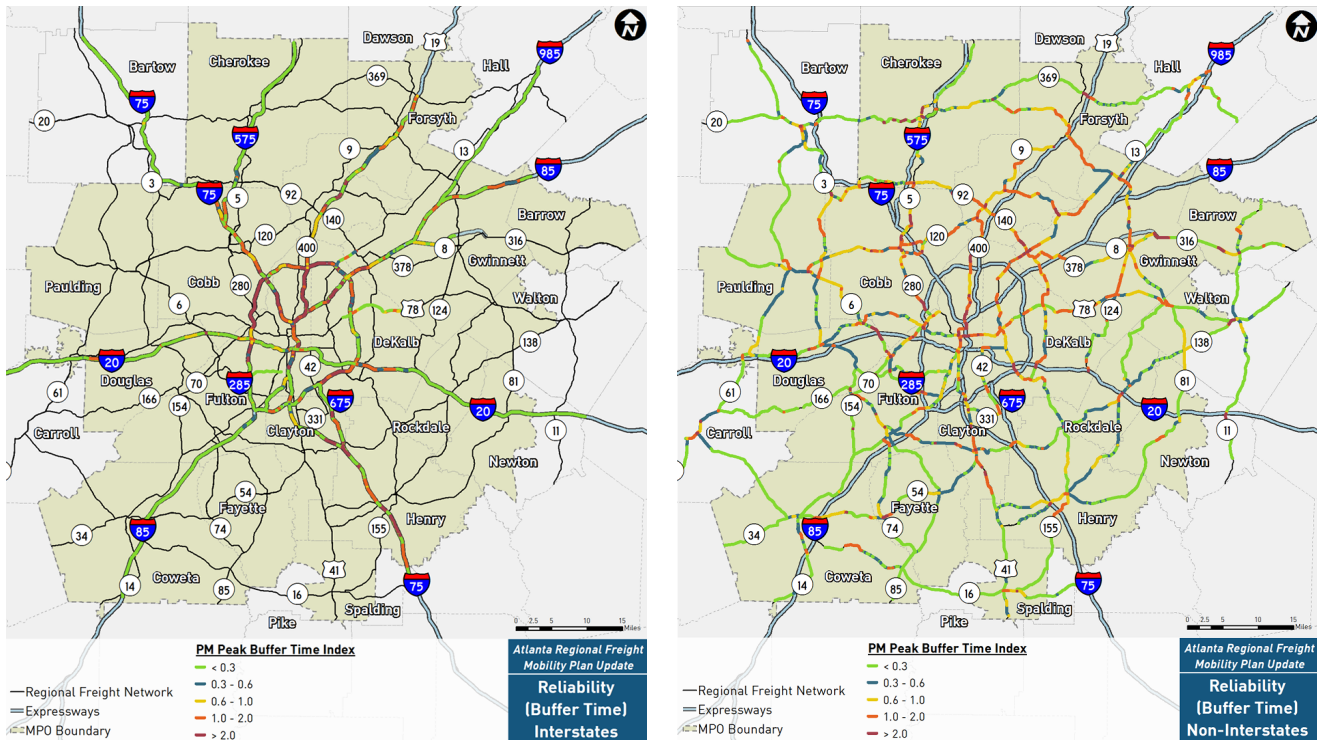 Dawson
19
Hall
985
Bartow
Cherokee
369
75
20
575
Forsyth
9
13
85
3
75
5
92
140
Barrow
120
400
8
316
Gwinnett
378
Cobb
280
Paulding
6
78
124
Walton
DeKalb
138
20
Douglas
42
70
285
81
61
166
154
Fulton
675
20
331
Clayton
Rockdale
11
Carroll
Newton
54
Fayette
Henry
85
74
155
34
41
14
Coweta
85
16
75
Spalding
Pike
0 2.5 5 10 15
Miles
PM Peak Buffer Time Index
< 0.3
0.3 - 0.6
0.6 - 1.0
1.0 - 2.0
> 2.0
Regional Freight Network
Expressways
MPO Boundary
Atlanta Regional Freight
Mobility Plan Update
Reliability
(Buffer Time)
Interstates
N
Dawson
19
Hall
985
Bartow
Cherokee
369
75
20
575
Forsyth
9
13
85
3
75
5
92
140
Barrow
120
400
8
316
Gwinnett
378
Cobb
280
Paulding
6
78
124
Walton
DeKalb
138
20
Douglas
42
70
285
81
61
166
154
Fulton
675
20
331
Clayton
Rockdale
11
Carroll
Newton
54
Fayette
Henry
85
74
155
34
41
14
Coweta
85
16
75
Spalding
Pike
0 2.5 5 10 15
Miles
PM Peak Buffer Time Index
< 0.3
0.3 - 0.6
0.6 - 1.0
1.0 - 2.0
> 2.0
Regional Freight Network
Expressways
MPO Boundary
Atlanta Regional Freight
Mobility Plan Update
Reliability
(Buffer Time)
Non-Interstates
N